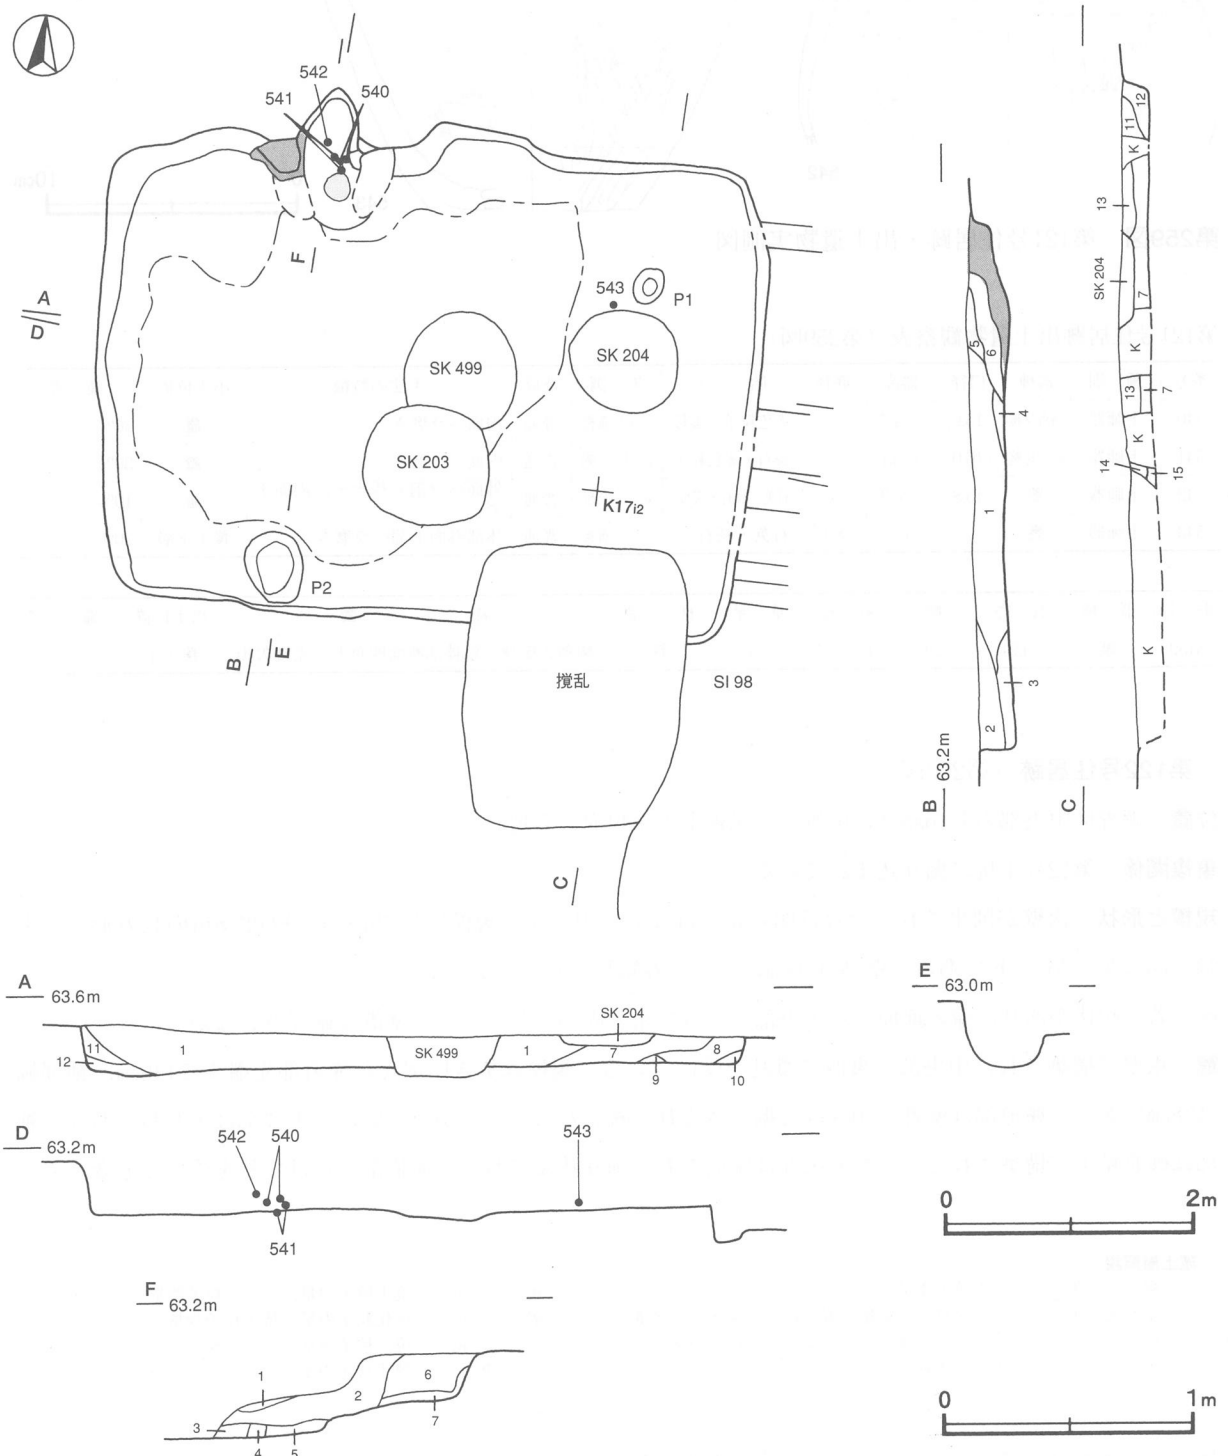 542
541
540
F
A
D
543
P1
SK 499
SK 204
SK 203
K17i2
P2
B
E
撹乱
SI 98
C
5
6
4
1
3
2
B
63.2m
12
11
K
13
SK 204
7
K
13
7
K
14
15
K
C
A
63.6m
SK 204
11
12
1
SK 499
1
7
8
9
10
E
63.0m
D
63.2m
542
540
543
541
0
2m
F
63.2m
1
2
6
7
3
4
5
0
1m